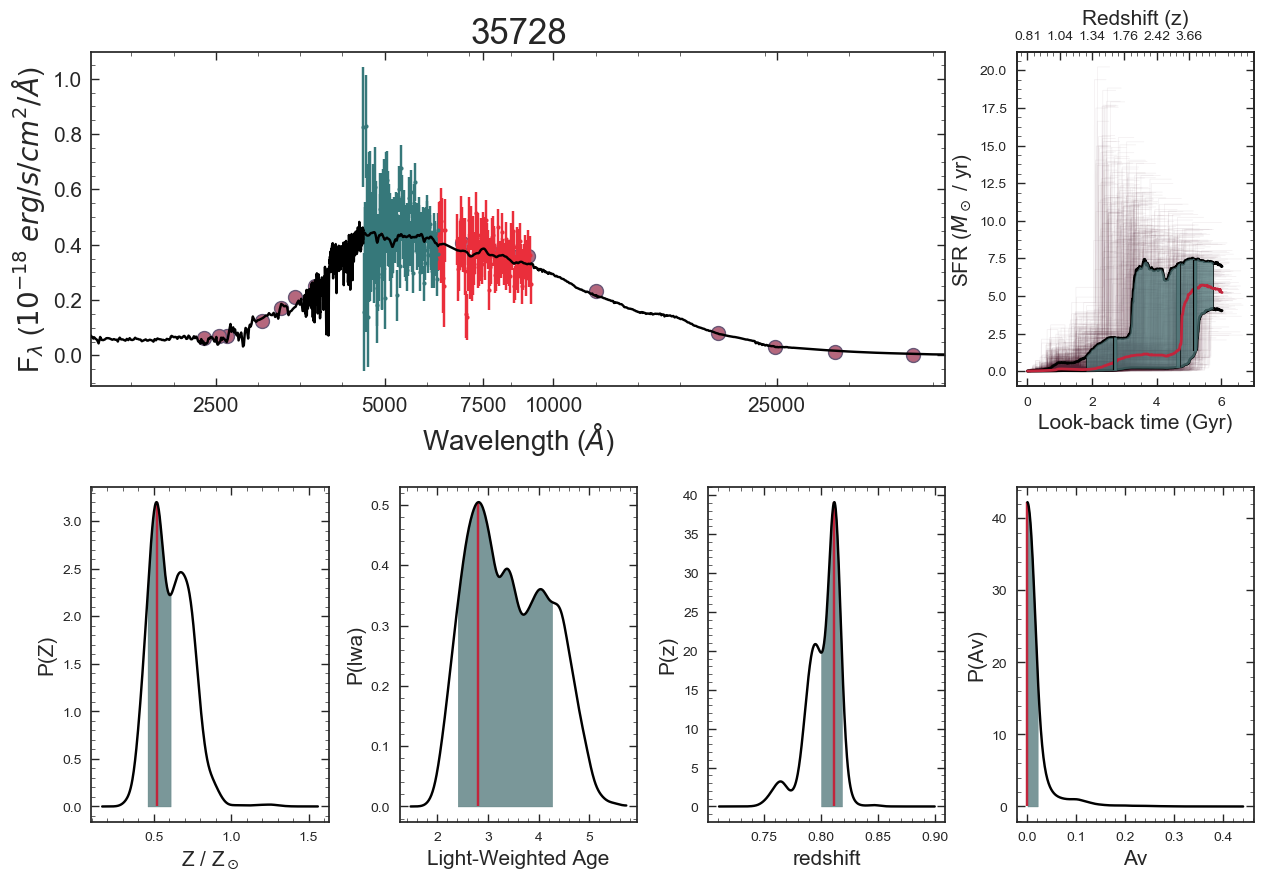 35728
F_λ (10^−18 erg/s/cm^2/Å)
1.0
0.8
0.6
0.4
0.2
0.0
2500 5000 7500 10000 25000
Wavelength (Å)
Redshift (z)
0.81 1.04 1.34 1.76 2.42 3.66
SFR (M_⊙ / yr)
20.0
17.5
15.0
12.5
10.0
7.5
5.0
2.5
0.0
0 2 4 6
Look-back time (Gyr)
P(Z)
3.0
2.5
2.0
1.5
1.0
0.5
0.0
0.5 1.0 1.5
Z / Z_⊙
P(lwa)
0.5
0.4
0.3
0.2
0.1
0.0
2 3 4 5
Light-Weighted Age
P(z)
40
35
30
25
20
15
10
5
0
0.75 0.80 0.85 0.90
redshift
P(Av)
40
30
20
10
0
0.0 0.1 0.2 0.3 0.4
Av